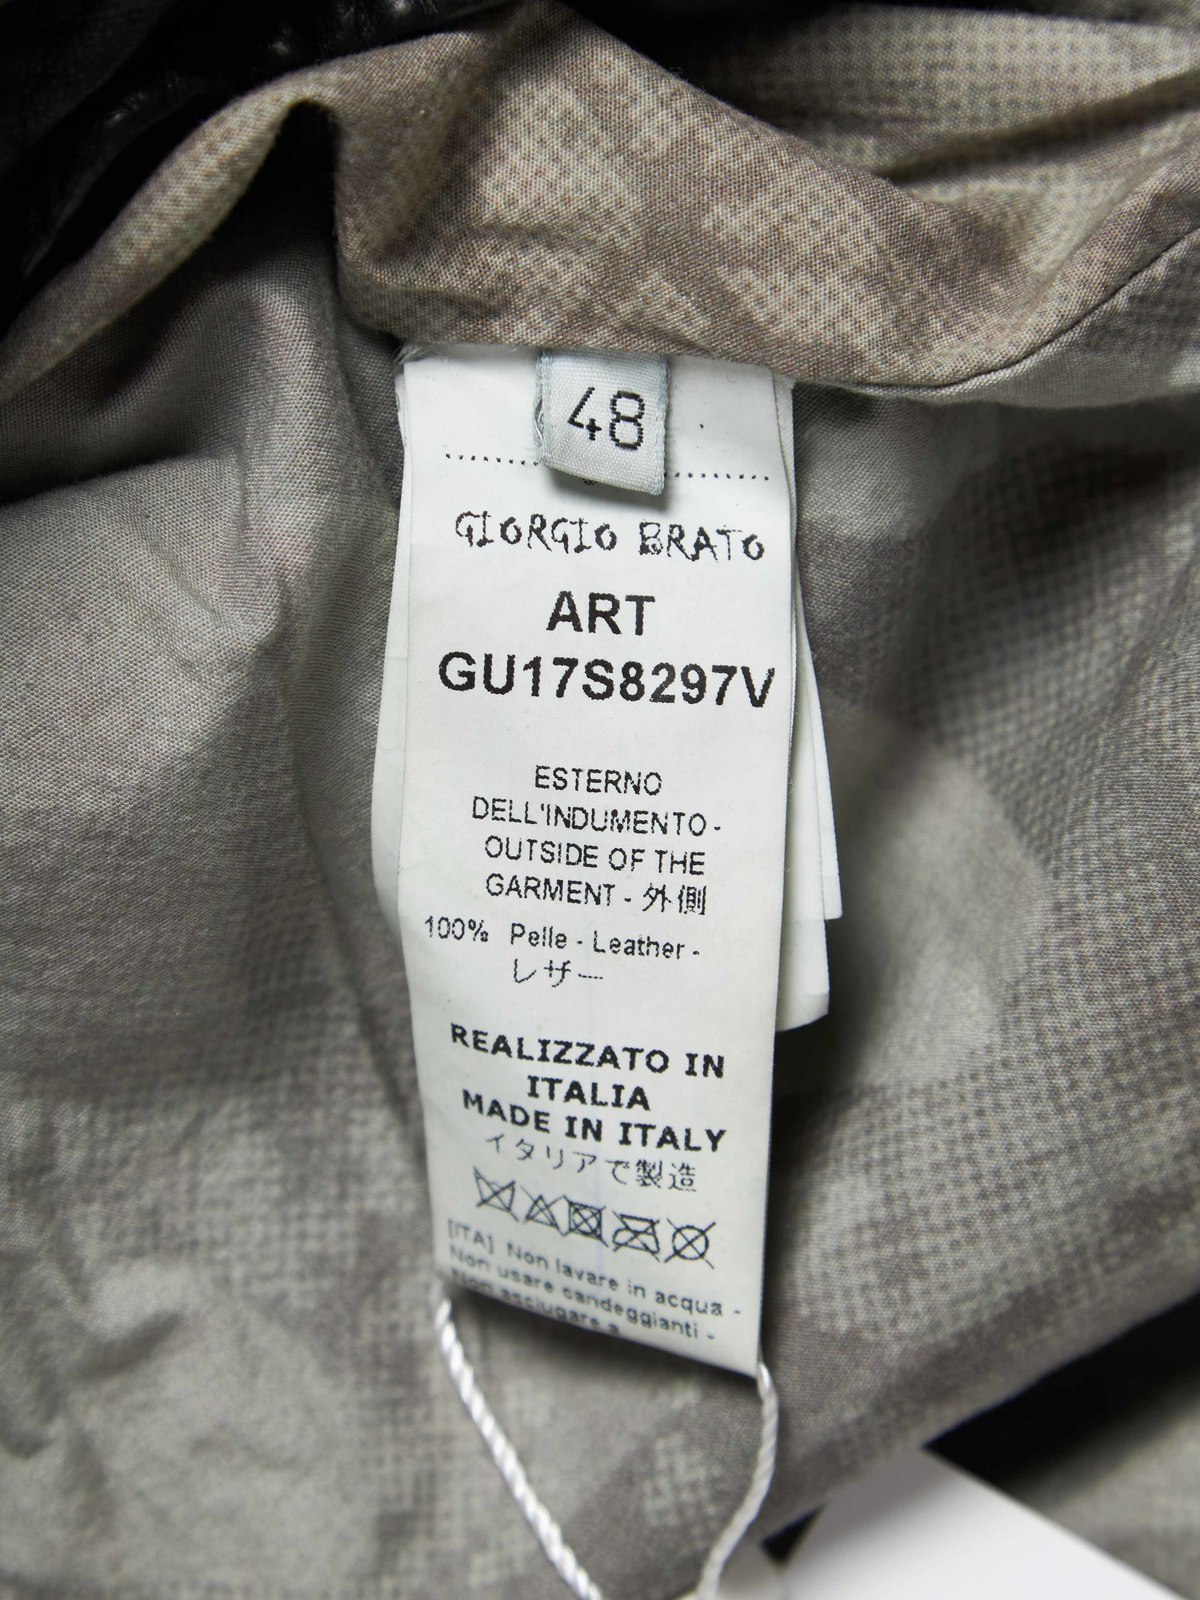 48
GIORGIO BRATO
ART
GU17S8297V
ESTERNO
DELL'INDUMENTO -
OUTSIDE OF THE
GARMENT - 外側
100% Pelle - Leather -
レザー
REALIZZATO IN
ITALIA
MADE IN ITALY
イタリアで製造
[ITA] Non lavare in acqua -
Non usare candeggianti -
Non asciugare a